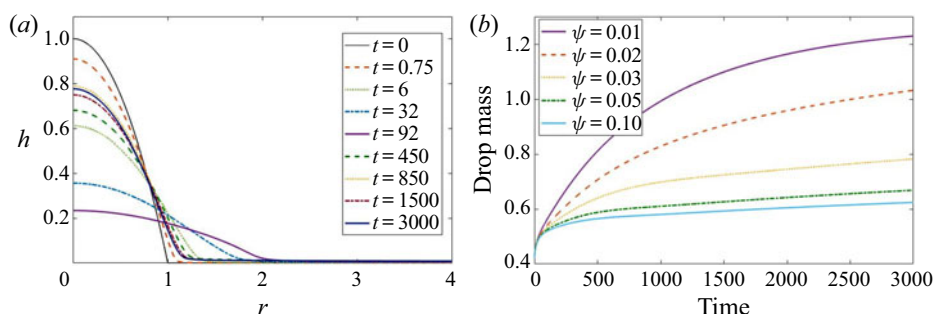 (a)
1.0
0.8
0.6
0.4
0.2
h
0
1
2
3
4
r
t = 0
t = 0.75
t = 6
t = 32
t = 92
t = 450
t = 850
t = 1500
t = 3000
(b)
1.2
1.0
0.8
0.6
0.4
Drop mass
0
500
1000
1500
2000
2500
3000
Time
ψ = 0.01
ψ = 0.02
ψ = 0.03
ψ = 0.05
ψ = 0.10